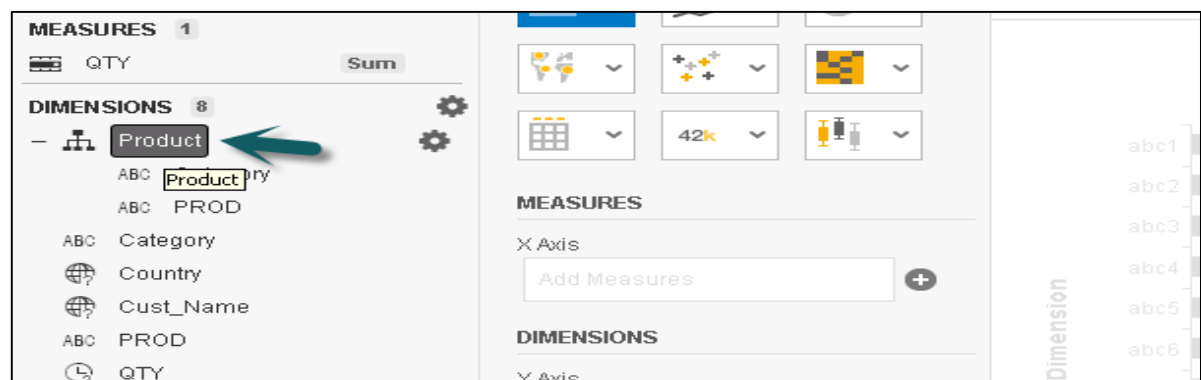 MEASURES 1
QTY Sum
DIMENSIONS 8
Product
ABC
Product
ABC PROD
ABC Category
Country
Cust_Name
ABC PROD
QTY
42k
MEASURES
X Axis
Add Measures
DIMENSIONS
Y Axis
Dimension
abc1
abc2
abc3
abc4
abc5
abc6